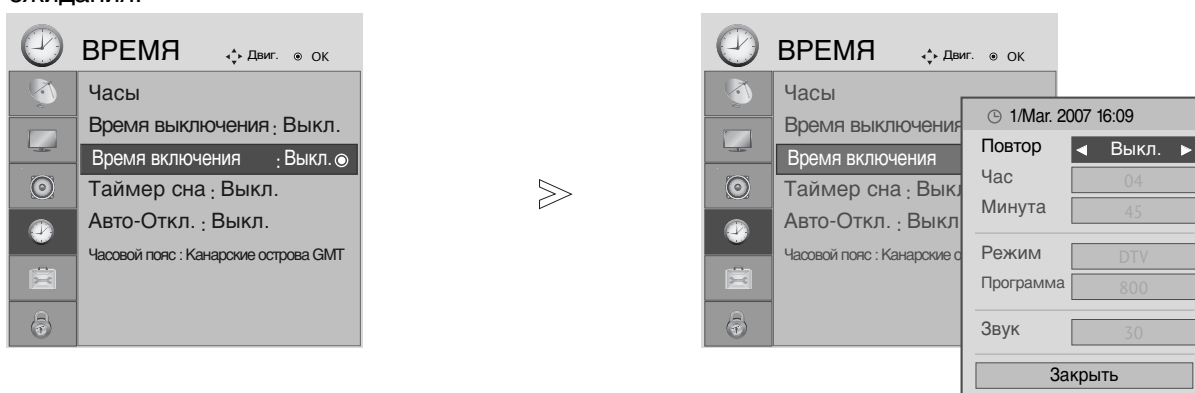 ВРЕМЯ Двиг. OK
Часы
Время выключения : Выкл.
Время включения : Выкл.
Таймер сна : Выкл.
Авто-Откл. : Выкл.
Часовой пояс : Канарские острова GMT
ВРЕМЯ Двиг. OK
Часы
Время выключения
Время включения
Таймер сна : Выкл
Авто-Откл. : Выкл
Часовой пояс : Канарские о
1/Mar. 2007 16:09
Повтор ◄ Выкл. ►
Час 04
Минута 45
Режим DTV
Программа 800
Звук 30
Закрыть